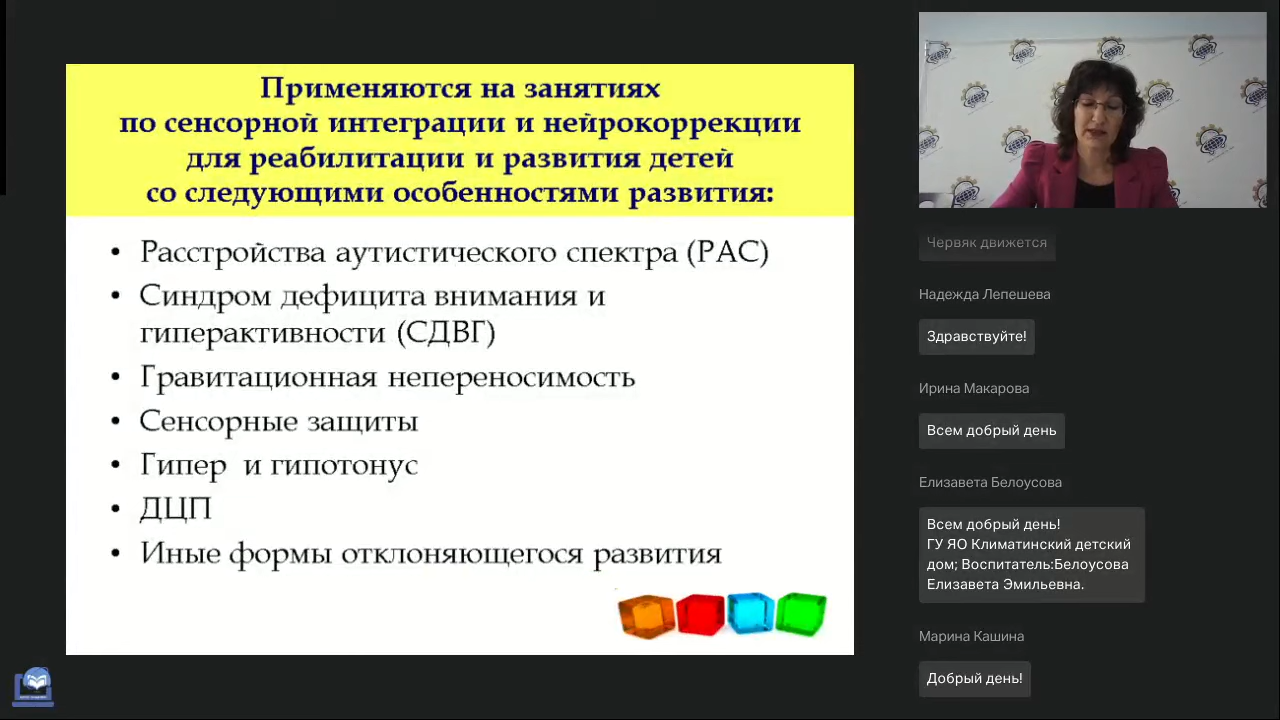 Применяются на занятиях
по сенсорной интеграции и нейрокоррекции
для реабилитации и развития детей
со следующими особенностями развития:
• Расстройства аутистического спектра (РАС)
• Синдром дефицита внимания и
гиперактивности (СДВГ)
• Гравитационная непереносимость
• Сенсорные защиты
• Гипер и гипотонус
• ДЦП
• Иные формы отклоняющегося развития
Червяк движется
Надежда Лепешева
Здравствуйте!
Ирина Макарова
Всем добрый день
Елизавета Белоусова
Всем добрый день!
ГУ ЯО Климатинский детский
дом; Воспитатель:Белоусова
Елизавета Эмильевна.
Марина Кашина
Добрый день!